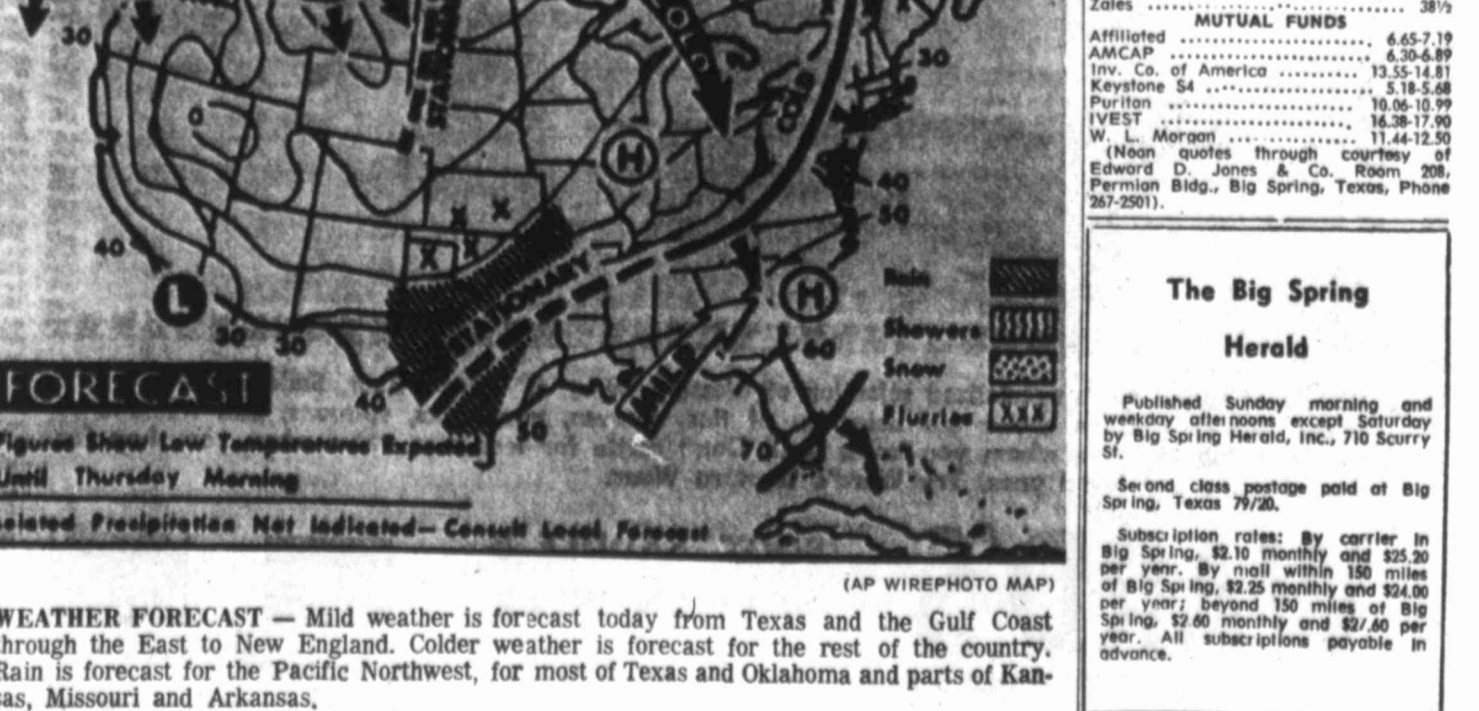 30
0
40
L
30
30
40
30
STATIONARY
MILD
COLD
H
30
40
50
H
60
70
Rain
Showers
Snow
Flurries
XXX
FORECAST
Figures Show Low Temperatures Expected
Until Thursday Morning
Precipitation Not Indicated — Consult Local Forecast
(AP WIREPHOTO MAP)
WEATHER FORECAST — Mild weather is forecast today from Texas and the Gulf Coast
through the East to New England. Colder weather is forecast for the rest of the country.
Rain is forecast for the Pacific Northwest, for most of Texas and Oklahoma and parts of Kan-
sas, Missouri and Arkansas.
Zales .................... 38½
MUTUAL FUNDS
Affiliated .................... 6.65-7.19
AMCAP .................... 6.30-6.89
Inv. Co. of America .......... 13.55-14.81
Keystone S4 .................. 5.18-5.68
Puritan .................... 10.06-10.99
IVEST .................... 16.38-17.90
W. L. Morgan .............. 11.44-12.50
(Noon quotes through courtesy of
Edward D. Jones & Co. Room 208,
Permian Bldg., Big Spring, Texas, Phone
267-2501).
The Big Spring
Herald
Published Sunday morning and
weekday afternoons except Saturday
by Big Spring Herald, Inc., 710 Scurry
St.
Second class postage paid at Big
Spring, Texas 79720.
Subscription rates: By carrier in
Big Spring, $2.10 monthly and $25.20
per year. By mail within 150 miles
of Big Spring, $2.25 monthly and $24.00
per year; beyond 150 miles of Big
Spring, $2.60 monthly and $27.60 per
year. All subscriptions payable in
advance.